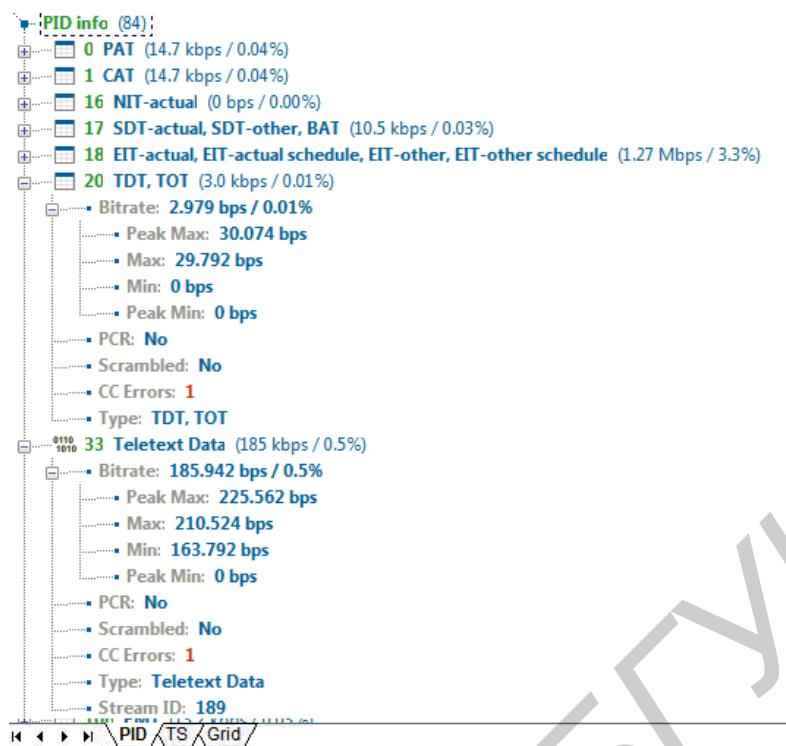 PID info (84)
0 PAT (14.7 kbps / 0.04%)
1 CAT (14.7 kbps / 0.04%)
16 NIT-actual (0 bps / 0.00%)
17 SDT-actual, SDT-other, BAT (10.5 kbps / 0.03%)
18 EIT-actual, EIT-actual schedule, EIT-other, EIT-other schedule (1.27 Mbps / 3.3%)
20 TDT, TOT (3.0 kbps / 0.01%)
Bitrate: 2.979 bps / 0.01%
Peak Max: 30.074 bps
Max: 29.792 bps
Min: 0 bps
Peak Min: 0 bps
PCR: No
Scrambled: No
CC Errors: 1
Type: TDT, TOT
0110 1010 33 Teletext Data (185 kbps / 0.5%)
Bitrate: 185.942 bps / 0.5%
Peak Max: 225.562 bps
Max: 210.524 bps
Min: 163.792 bps
Peak Min: 0 bps
PCR: No
Scrambled: No
CC Errors: 1
Type: Teletext Data
Stream ID: 189
PID TS Grid